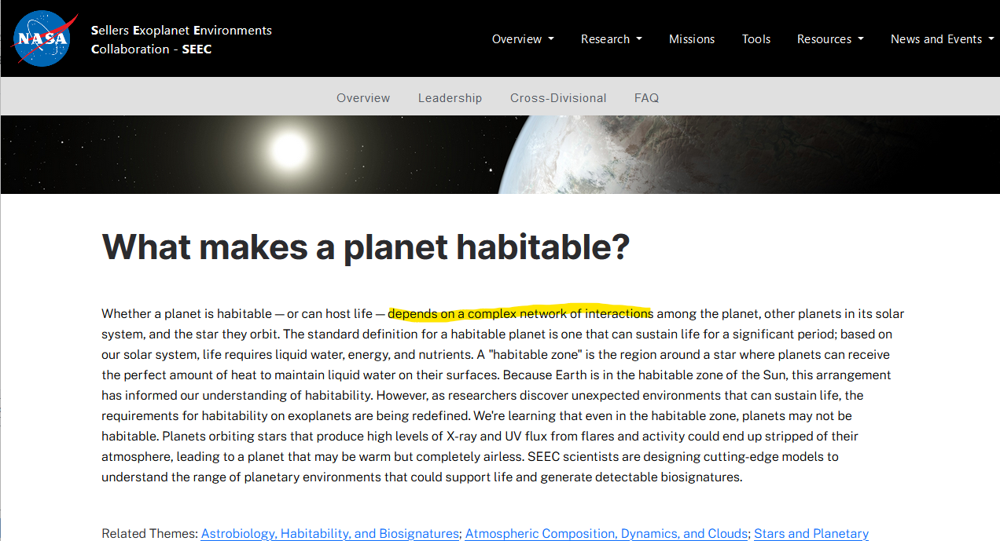 NASA
Sellers Exoplanet Environments
Collaboration - SEEC
Overview
Research
Missions
Tools
Resources
News and Events
Overview
Leadership
Cross-Divisional
FAQ
What makes a planet habitable?
Whether a planet is habitable — or can host life — depends on a complex network of interactions among the planet, other planets in its solar
system, and the star they orbit. The standard definition for a habitable planet is one that can sustain life for a significant period; based on
our solar system, life requires liquid water, energy, and nutrients. A "habitable zone" is the region around a star where planets can receive
the perfect amount of heat to maintain liquid water on their surfaces. Because Earth is in the habitable zone of the Sun, this arrangement
has informed our understanding of habitability. However, as researchers discover unexpected environments that can sustain life, the
requirements for habitability on exoplanets are being redefined. We're learning that even in the habitable zone, planets may not be
habitable. Planets orbiting stars that produce high levels of X-ray and UV flux from flares and activity could end up stripped of their
atmosphere, leading to a planet that may be warm but completely airless. SEEC scientists are designing cutting-edge models to
understand the range of planetary environments that could support life and generate detectable biosignatures.
Related Themes: Astrobiology, Habitability, and Biosignatures; Atmospheric Composition, Dynamics, and Clouds; Stars and Planetary